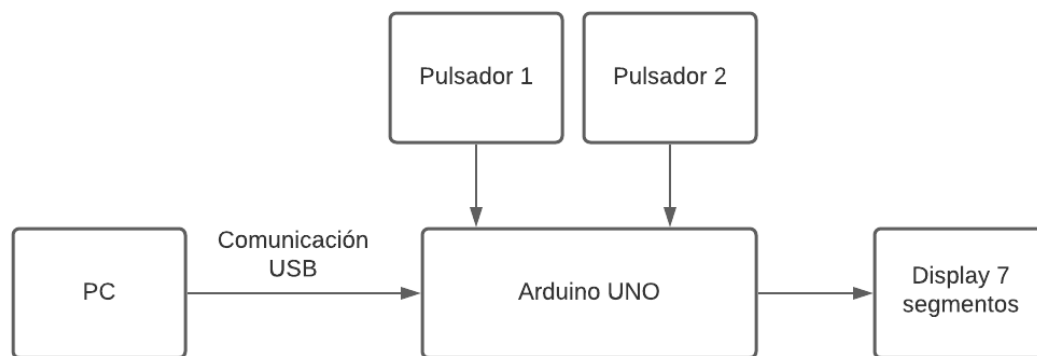 Pulsador 1
Pulsador 2
Comunicación
USB
PC
Arduino UNO
Display 7
segmentos